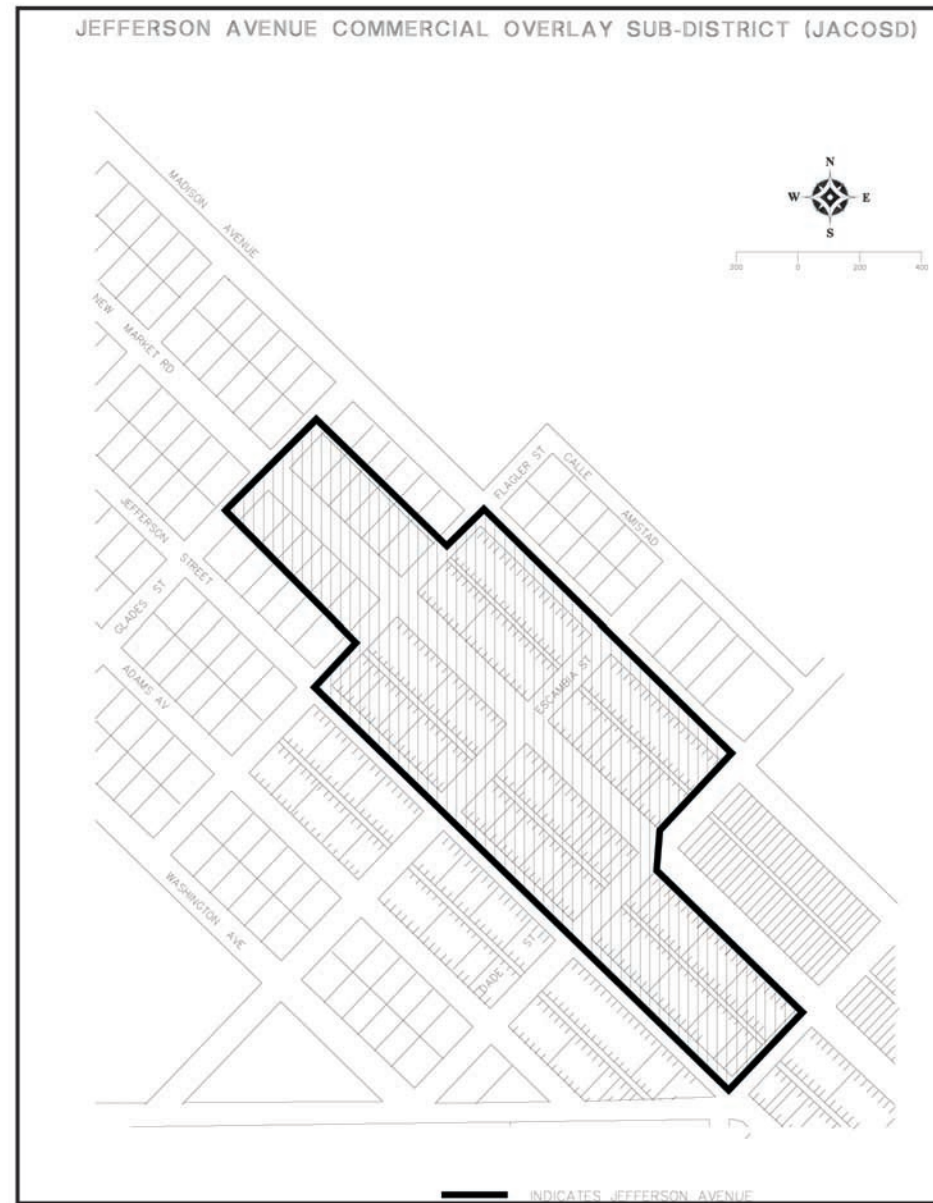 JEFFERSON AVENUE COMMERCIAL OVERLAY SUB-DISTRICT (JACOSD)
N
W E
S
200 0 200 400
MADISON AVENUE
NEW MARKET RD
FLAGLER ST
CALLE AMISTAD
JEFFERSON STREET
GLADES ST
ESCAMBIA ST
ADAMS AV
WASHINGTON AVE
DADE ST
INDICATES JEFFERSON AVENUE